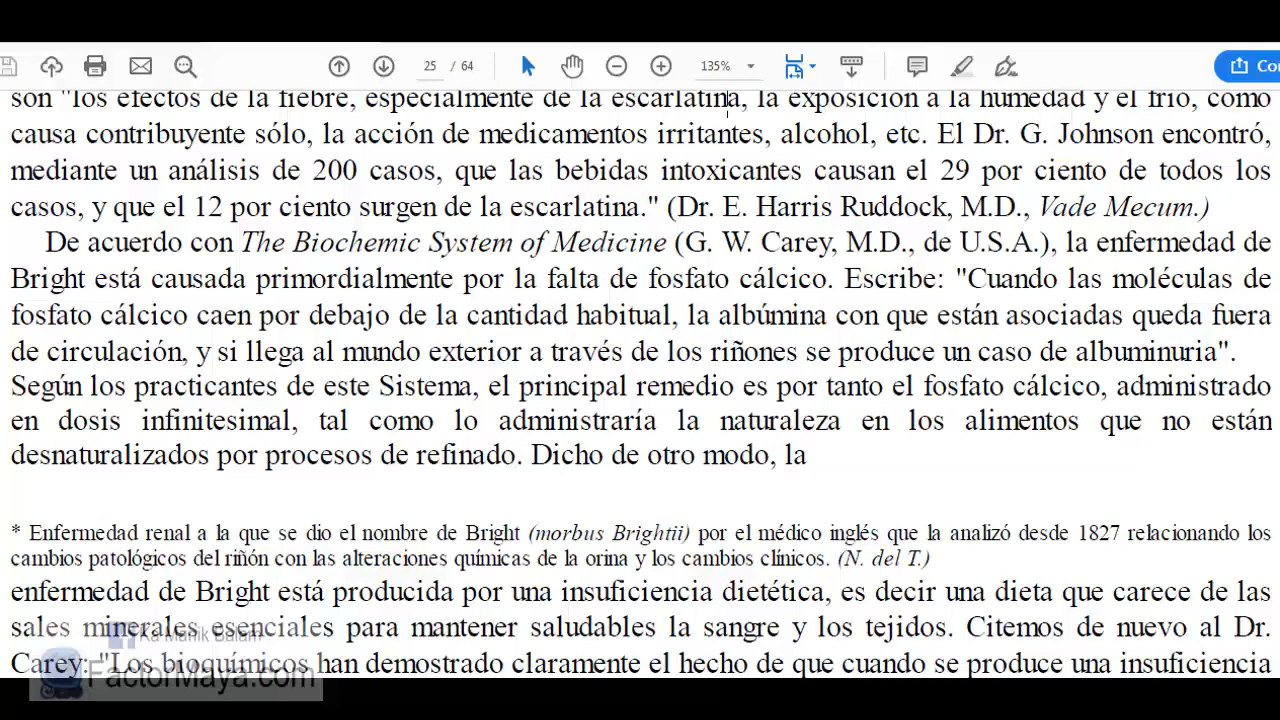 25 / 64
135%
Co
son "los efectos de la fiebre, especialmente de la escarlatina, la exposición a la humedad y el frío, como
causa contribuyente sólo, la acción de medicamentos irritantes, alcohol, etc. El Dr. G. Johnson encontró,
mediante un análisis de 200 casos, que las bebidas intoxicantes causan el 29 por ciento de todos los
casos, y que el 12 por ciento surgen de la escarlatina." (Dr. E. Harris Ruddock, M.D., Vade Mecum.)
De acuerdo con The Biochemic System of Medicine (G. W. Carey, M.D., de U.S.A.), la enfermedad de
Bright está causada primordialmente por la falta de fosfato cálcico. Escribe: "Cuando las moléculas de
fosfato cálcico caen por debajo de la cantidad habitual, la albúmina con que están asociadas queda fuera
de circulación, y si llega al mundo exterior a través de los riñones se produce un caso de albuminuria".
Según los practicantes de este Sistema, el principal remedio es por tanto el fosfato cálcico, administrado
en dosis infinitesimal, tal como lo administraría la naturaleza en los alimentos que no están
desnaturalizados por procesos de refinado. Dicho de otro modo, la
* Enfermedad renal a la que se dio el nombre de Bright (morbus Brightii) por el médico inglés que la analizó desde 1827 relacionando los
cambios patológicos del riñón con las alteraciones químicas de la orina y los cambios clínicos. (N. del T.)
enfermedad de Bright está producida por una insuficiencia dietética, es decir una dieta que carece de las
sales minerales esenciales para mantener saludables la sangre y los tejidos. Citemos de nuevo al Dr.
Carey: "Los bioquímicos han demostrado claramente el hecho de que cuando se produce una insuficiencia
FactorMaya.com